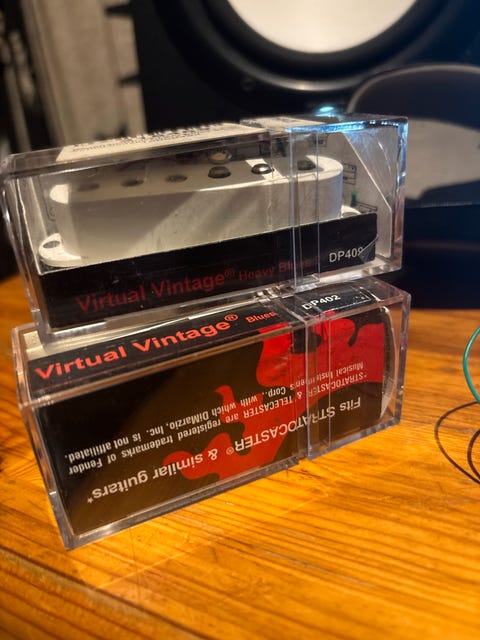 Virtual Vintage® Heavy Blues
DP408
Virtual Vintage® Blues
DP402
Fits STRATOCASTER® & similar guitars*
*STRATOCASTER & TELECASTER are registered trademarks of Fender
Musical Instruments Corp., with which DiMarzio, Inc. is not affiliated.